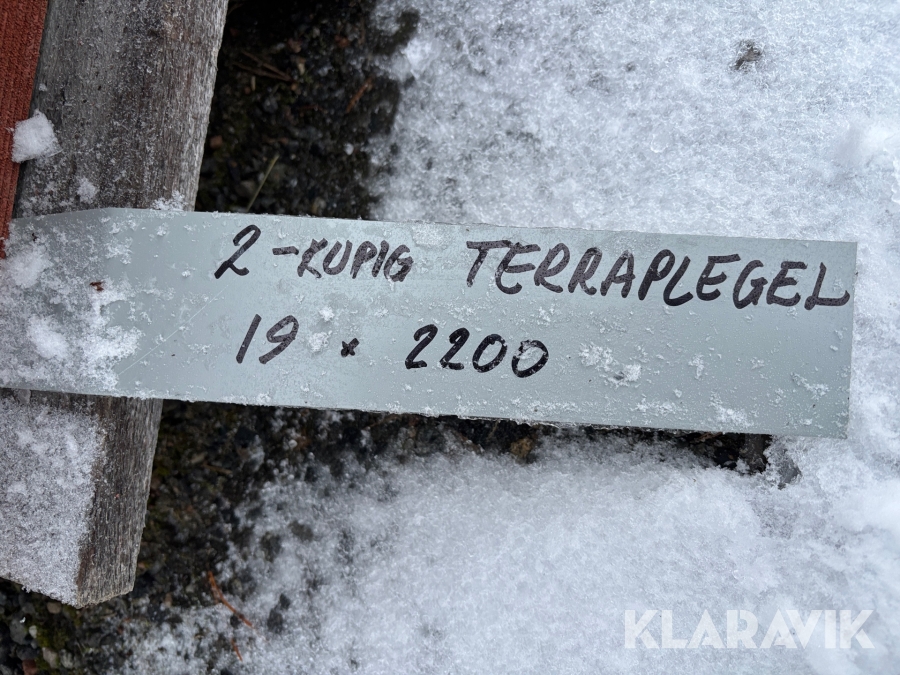 2-KUPIG TERRAPLEGEL
19 × 2200
KLARAVIK